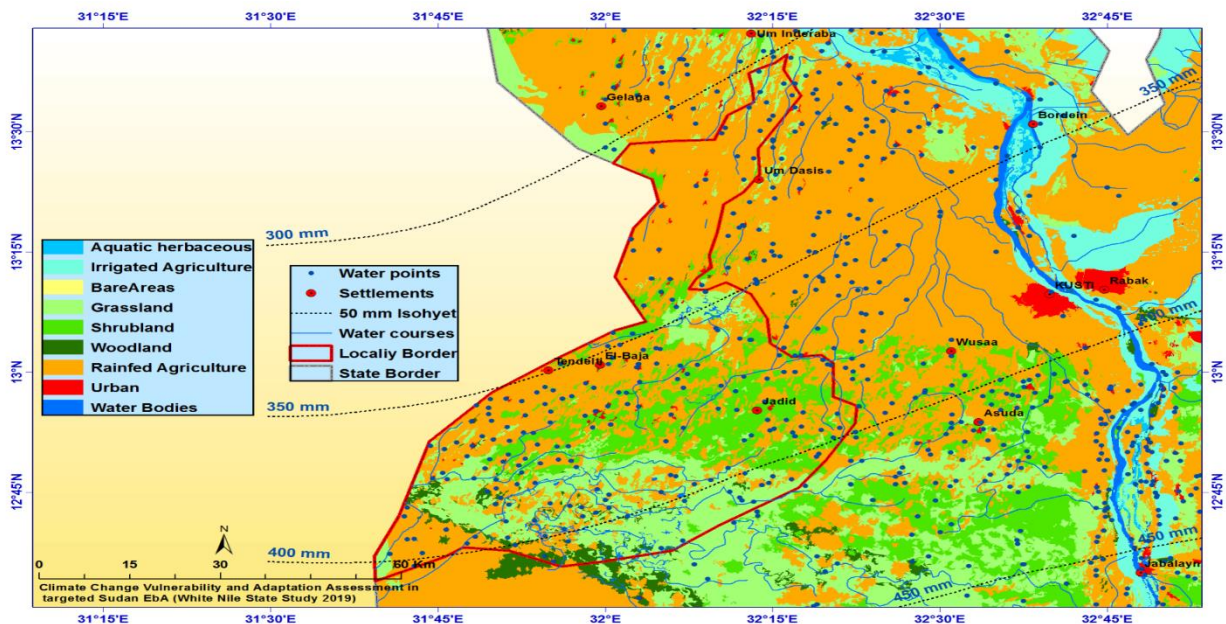 31°15'E 31°30'E 31°45'E 32°E 32°15'E 32°30'E 32°45'E
Um Inderaba
350 mm
Gelaga
Bordein
13°30'N 13°30'N
Um Dasis
300 mm
13°15'N 13°15'N
Aquatic herbaceous
Irrigated Agriculture
BareAreas
Grassland
Shrubland
Woodland
Rainfed Agriculture
Urban
Water Bodies
Water points
Settlements
50 mm Isohyet
Water courses
Localiy Border
State Border
KUSTI
Rabak
400 mm
Wusaa
Tendelti
El-Baja
13°N 13°N
350 mm
Jadid
Asuda
12°45'N 12°45'N
N
400 mm
450 mm
0 15 30 60 Km
Jabalayn
Climate Change Vulnerability and Adaptation Assessment in
targeted Sudan EbA (White Nile State Study 2019)
450 mm
31°15'E 31°30'E 31°45'E 32°E 32°15'E 32°30'E 32°45'E